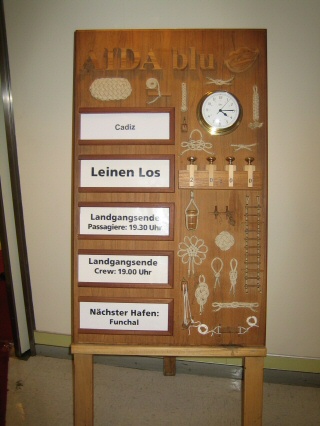 AIDA blu
Cadiz
Leinen Los
Landgangsende
Passagiere: 19.30 Uhr
Landgangsende
Crew: 19.00 Uhr
Nächster Hafen:
Funchal